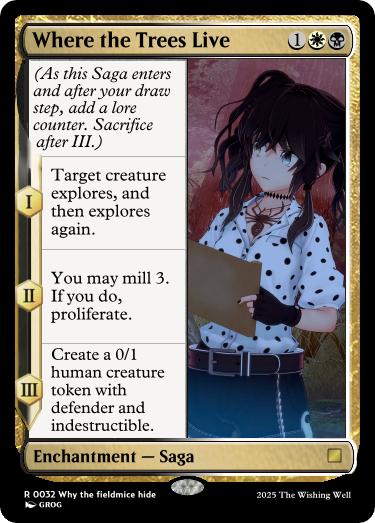 Where the Trees Live 1
(As this Saga enters
and after your draw
step, add a lore
counter. Sacrifice
after III.)
I
Target creature
explores, and
then explores
again.
II
You may mill 3.
If you do,
proliferate.
III
Create a 0/1
human creature
token with
defender and
indestructible.
Enchantment — Saga
R 0032 Why the fieldmice hide
GROG
2025 The Wishing Well